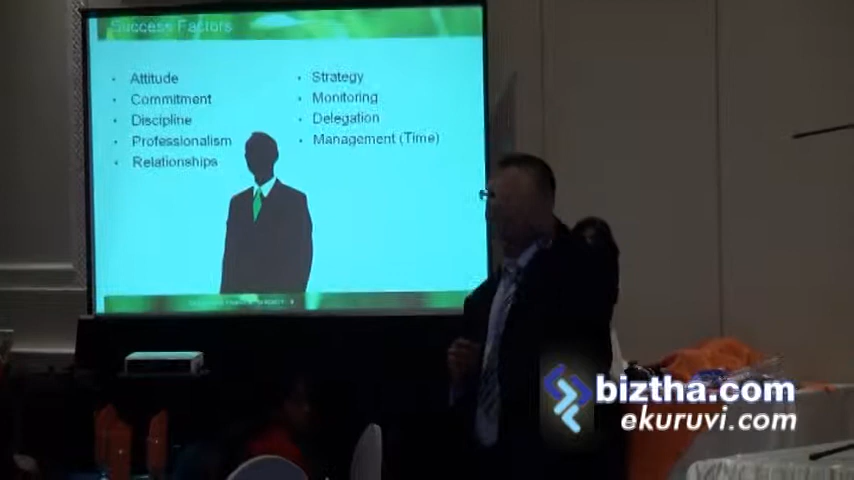 Success Factors
• Attitude
• Commitment
• Discipline
• Professionalism
• Relationships
• Strategy
• Monitoring
• Delegation
• Management (Time)
biztha.com
ekuruvi.com